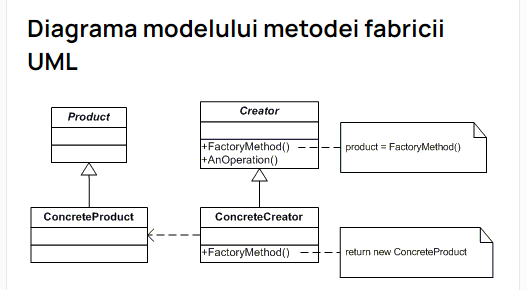 Diagrama modelului metodei fabricii
UML
Product
Creator
+FactoryMethod()
+AnOperation()
product = FactoryMethod()
ConcreteProduct
ConcreteCreator
+FactoryMethod()
return new ConcreteProduct